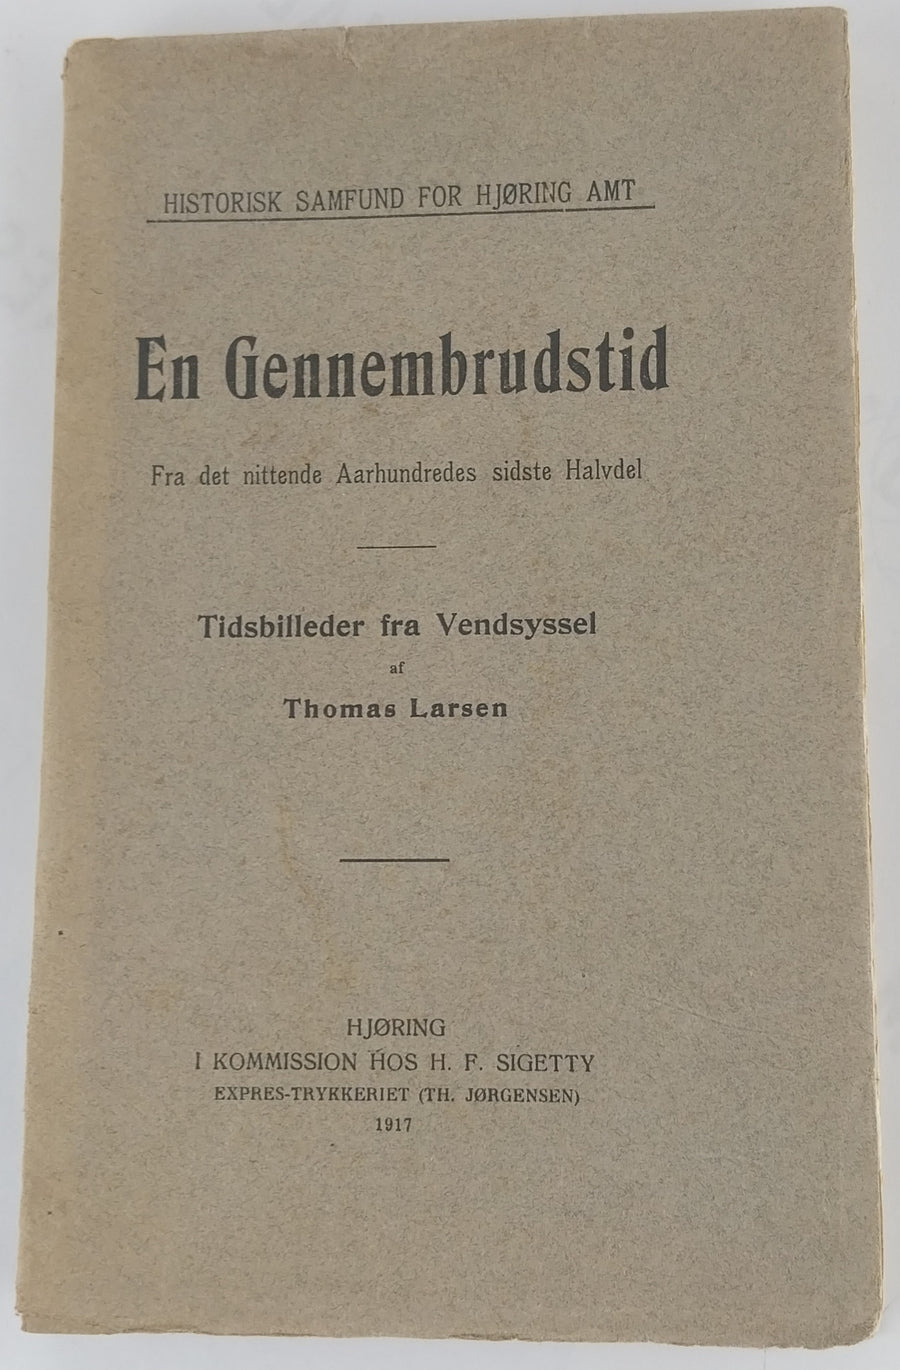 HISTORISK SAMFUND FOR HJØRING AMT
En Gennembrudstid
Fra det nittende Aarhundredes sidste Halvdel
Tidsbilleder fra Vendsyssel
af
Thomas Larsen
HJØRING
I KOMMISSION HOS H. F. SIGETTY
EXPRES-TRYKKERIET (TH. JØRGENSEN)
1917